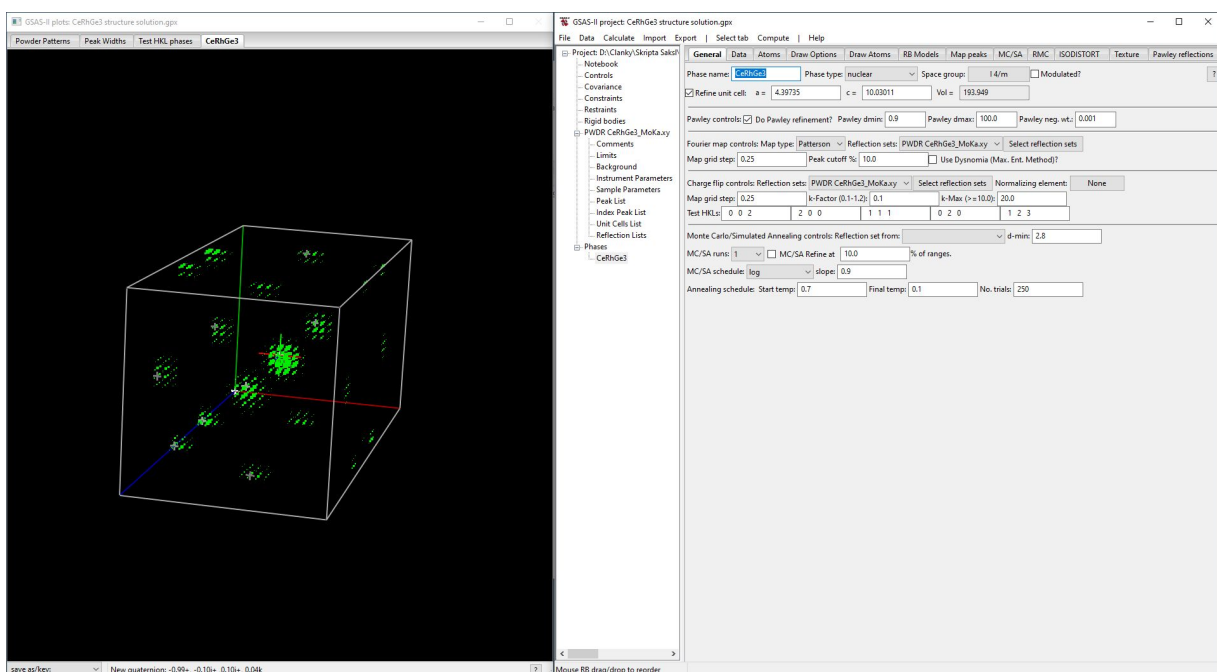 GSAS-II plots: CeRhGe3 structure solution.gpx
Powder Patterns Peak Widths Test HKL phases CeRhGe3
save as/key: New quaternion: -0.99+, -0.10i+, 0.10j+, 0.04k ?
GSAS-II project: CeRhGe3 structure solution.gpx
File Data Calculate Import Export | Select tab Compute | Help
Project: D:\Clanky\Skripta Saksl\
Notebook
Controls
Covariance
Constraints
Restraints
Rigid bodies
PWDR CeRhGe3_MoKa.xy
Comments
Limits
Background
Instrument Parameters
Sample Parameters
Peak List
Index Peak List
Unit Cells List
Reflection Lists
Phases
CeRhGe3
General Data Atoms Draw Options Draw Atoms RB Models Map peaks MC/SA RMC ISODISTORT Texture Pawley reflections
Phase name: CeRhGe3 Phase type: nuclear Space group: I 4/m Modulated? ?
Refine unit cell: a = 4.39735 c = 10.03011 Vol = 193.949
Pawley controls: Do Pawley refinement? Pawley dmin: 0.9 Pawley dmax: 100.0 Pawley neg. wt.: 0.001
Fourier map controls: Map type: Patterson Reflection sets: PWDR CeRhGe3_MoKa.xy Select reflection sets
Map grid step: 0.25 Peak cutoff %: 10.0 Use Dysnomia (Max. Ent. Method)?
Charge flip controls: Reflection sets: PWDR CeRhGe3_MoKa.xy Select reflection sets Normalizing element: None
Map grid step: 0.25 k-Factor (0.1-1.2): 0.1 k-Max (>=10.0): 20.0
Test HKLs: 0 0 2 2 0 0 1 1 1 0 2 0 1 2 3
Monte Carlo/Simulated Annealing controls: Reflection set from: d-min: 2.8
MC/SA runs: 1 MC/SA Refine at 10.0 % of ranges.
MC/SA schedule: log slope: 0.9
Annealing schedule: Start temp: 0.7 Final temp: 0.1 No. trials: 250
Mouse RB drag/drop to reorder